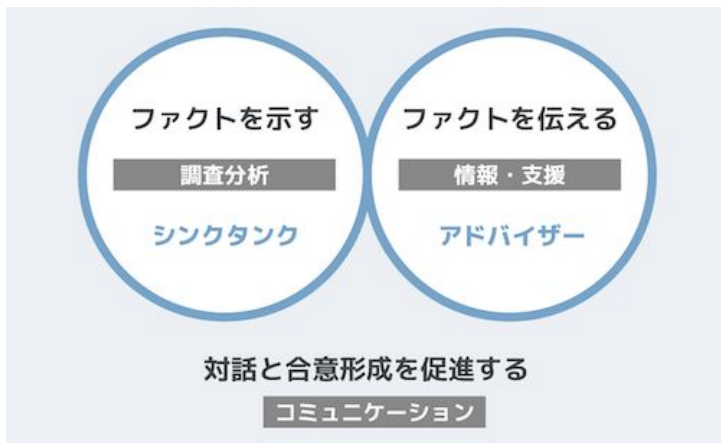 ファクトを示す
調査分析
シンクタンク
ファクトを伝える
情報・支援
アドバイザー
対話と合意形成を促進する
コミュニケーション